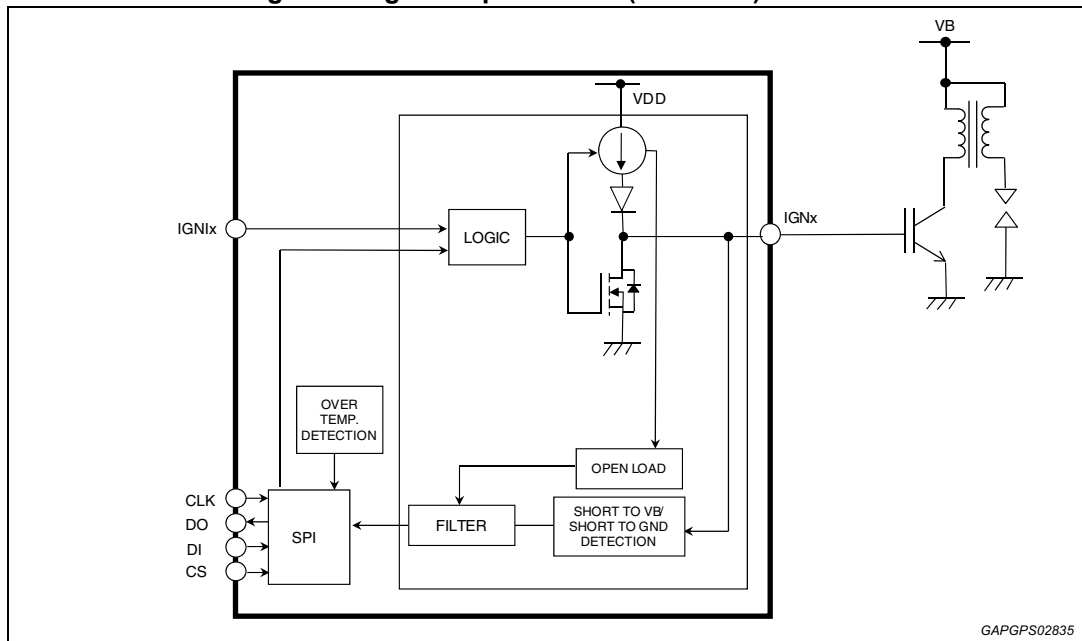 VB
VDD
IGNIx
LOGIC
IGNx
OVER
TEMP.
DETECTION
OPEN LOAD
CLK
DO
DI
CS
SPI
FILTER
SHORT TO VB/
SHORT TO GND
DETECTION
GAPGPS02835